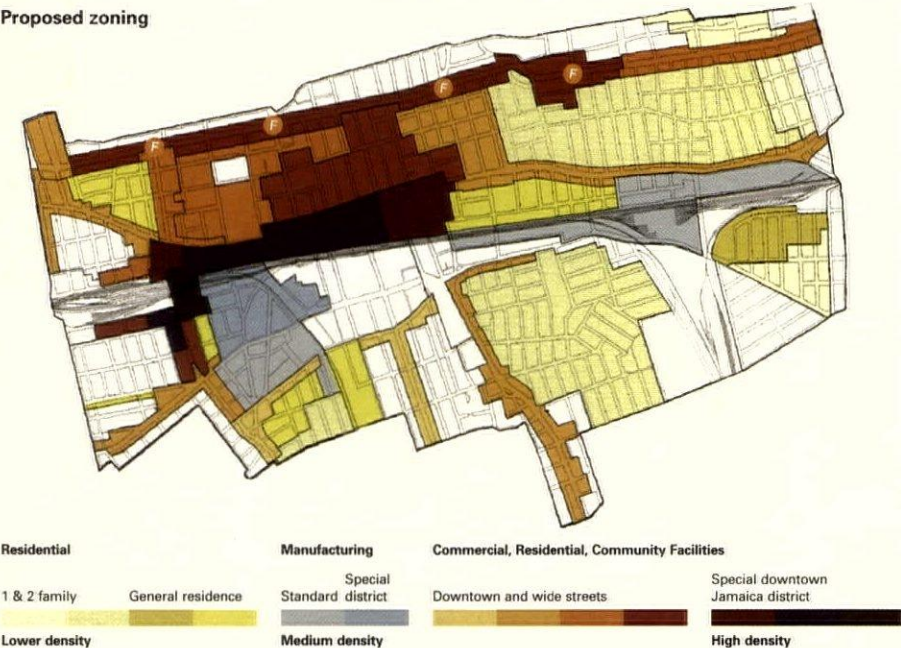 Proposed zoning
F
F
F
F
Residential
Manufacturing
Commercial, Residential, Community Facilities
1 & 2 family
General residence
Standard
Special
district
Downtown and wide streets
Special downtown
Jamaica district
Lower density
Medium density
High density